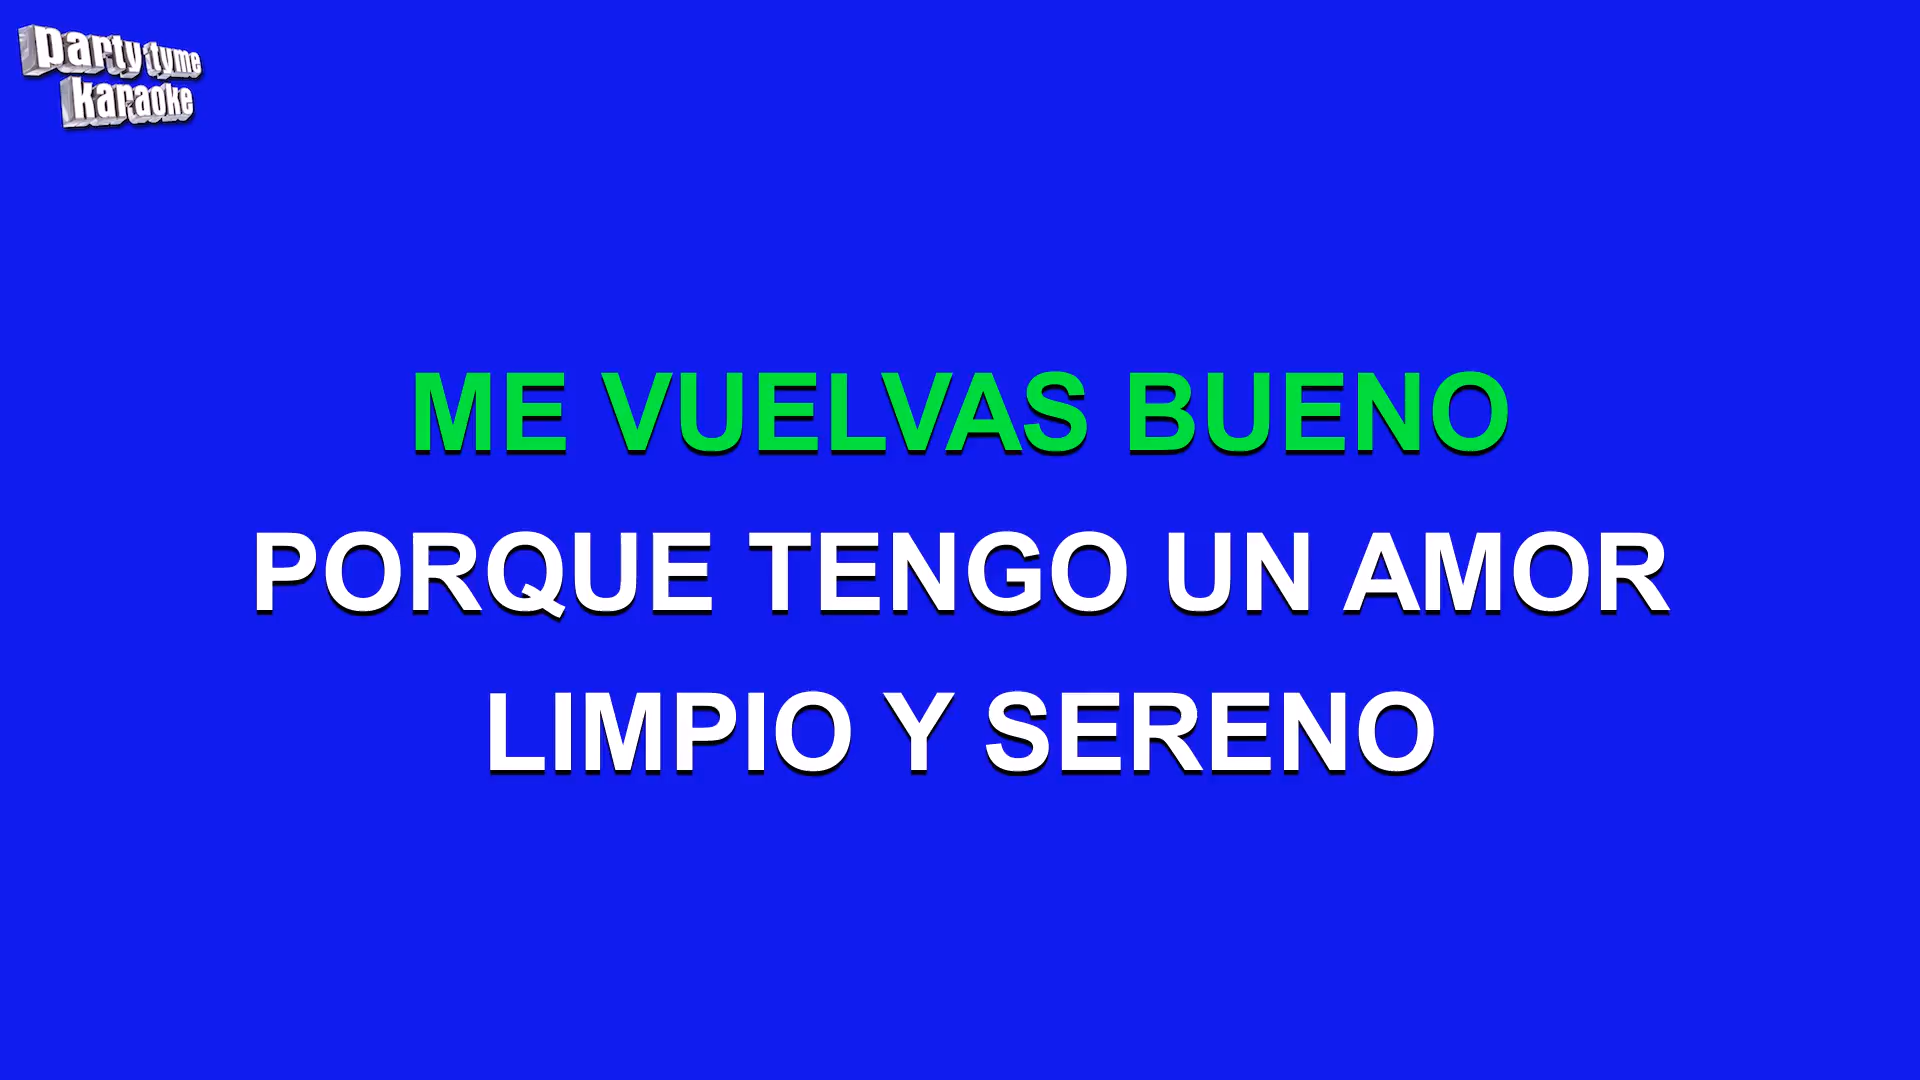 party tyme
karaoke
ME VUELVAS BUENO
PORQUE TENGO UN AMOR
LIMPIO Y SERENO